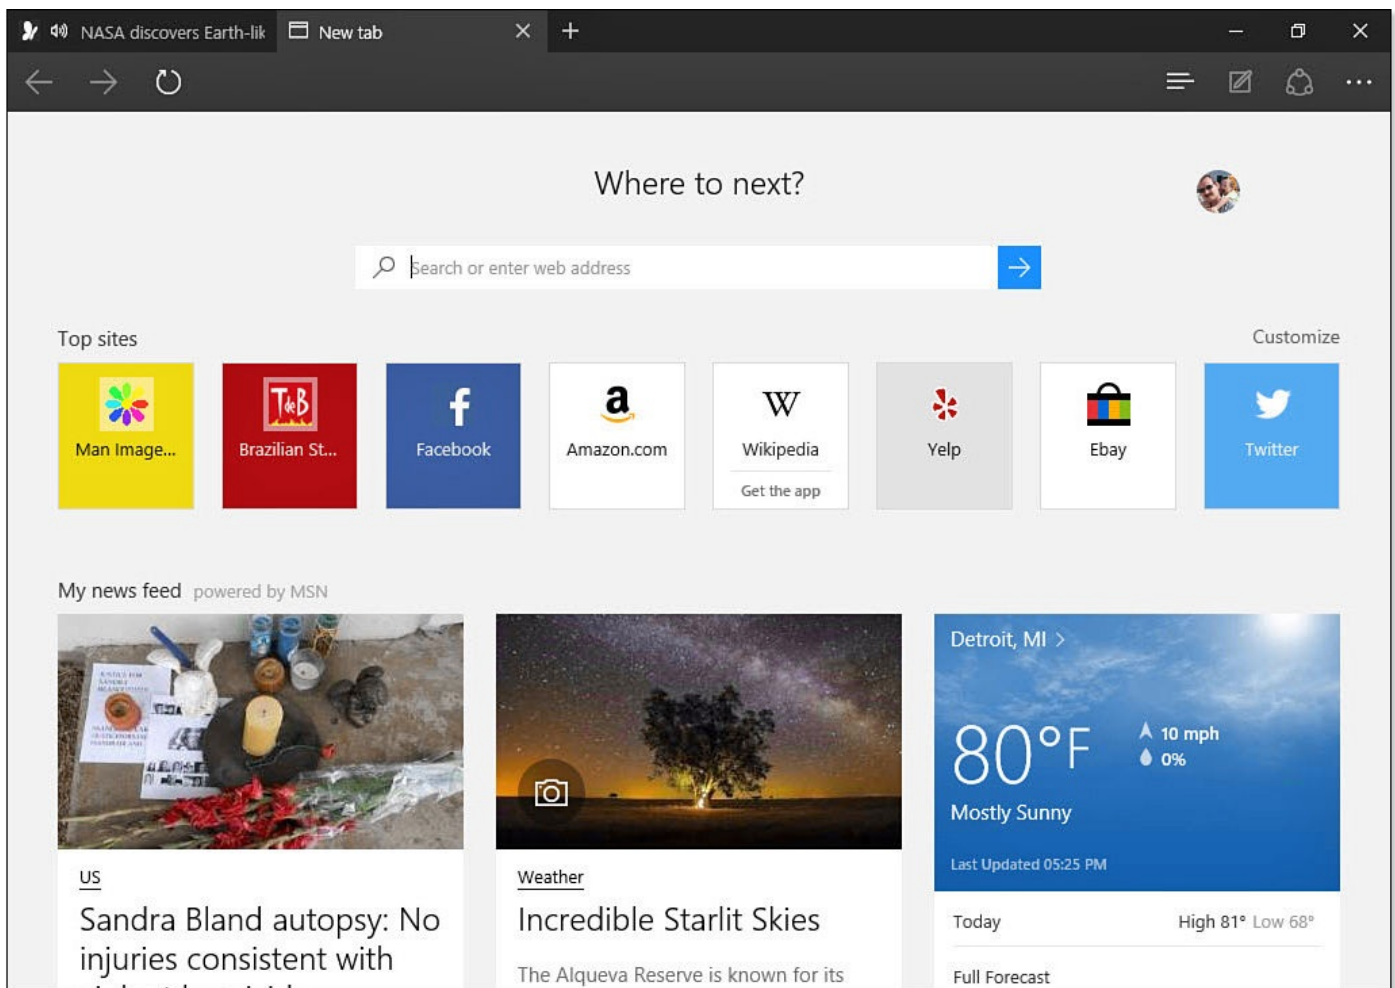 NASA discovers Earth-lik
New tab
Where to next?
Search or enter web address
Top sites
Customize
Man Image...
TdeB
Brazilian St...
f
Facebook
a
Amazon.com
W
Wikipedia
Get the app
Yelp
Ebay
Twitter
My news feed powered by MSN
JUSTICE FOR
SANDRA
US
Sandra Bland autopsy: No
injuries consistent with
Weather
Incredible Starlit Skies
The Alqueva Reserve is known for its
Detroit, MI >
80°F
10 mph
0%
Mostly Sunny
Last Updated 05:25 PM
Today High 81° Low 68°
Full Forecast